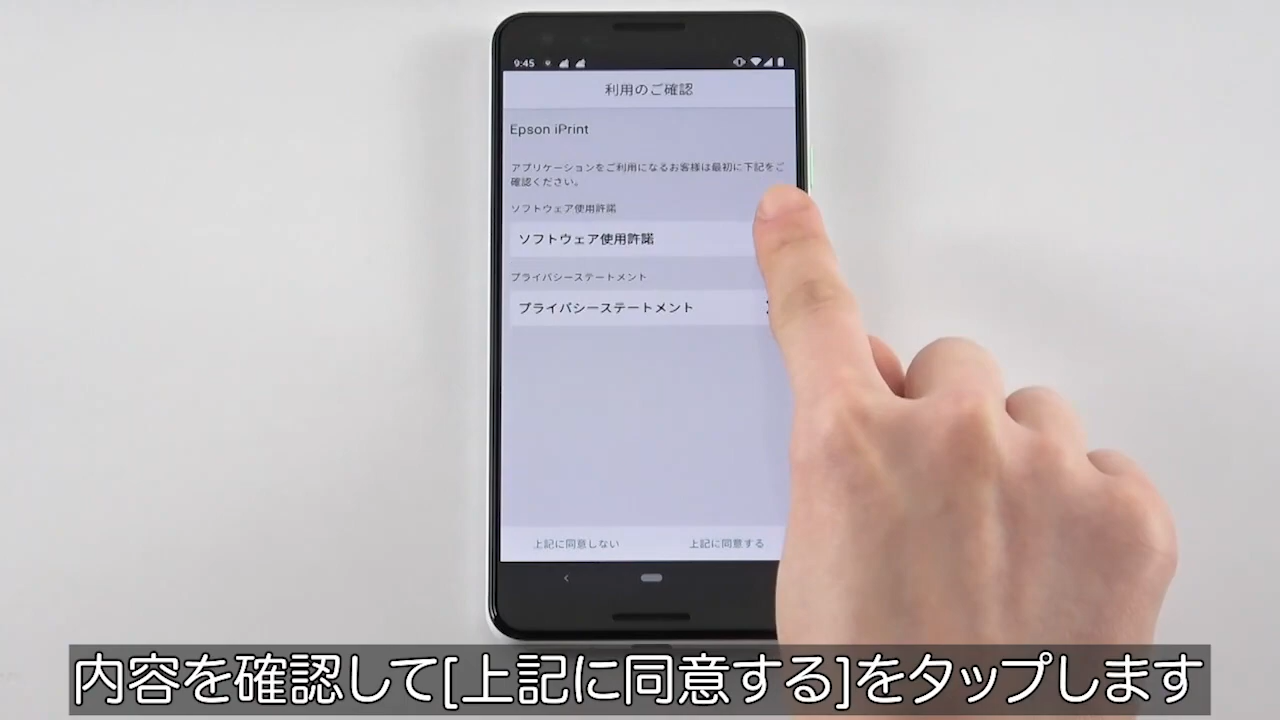 9:45
利用のご確認
Epson iPrint
アプリケーションをご利用になるお客様は最初に下記をご
確認ください。
ソフトウェア使用許諾
ソフトウェア使用許諾
プライバシーステートメント
プライバシーステートメント
上記に同意しない
上記に同意する
内容を確認して[上記に同意する]をタップします